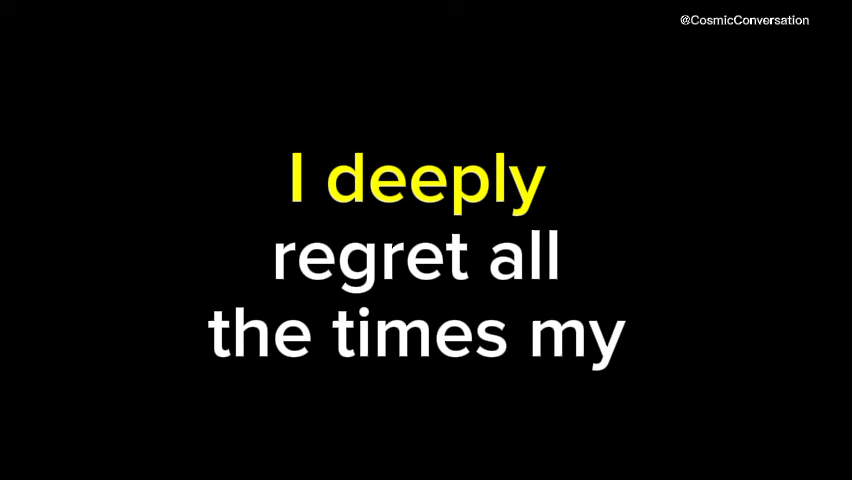 @CosmicConversation
I deeply
regret all
the times my